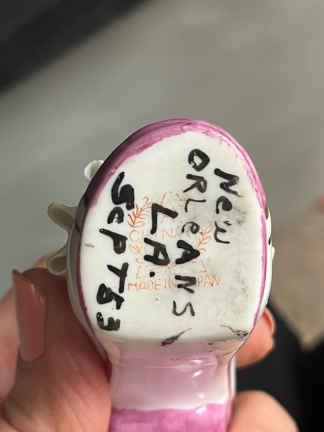 NEW
ORLEANS
LA.
SEPT 53
MADE IN JAPAN